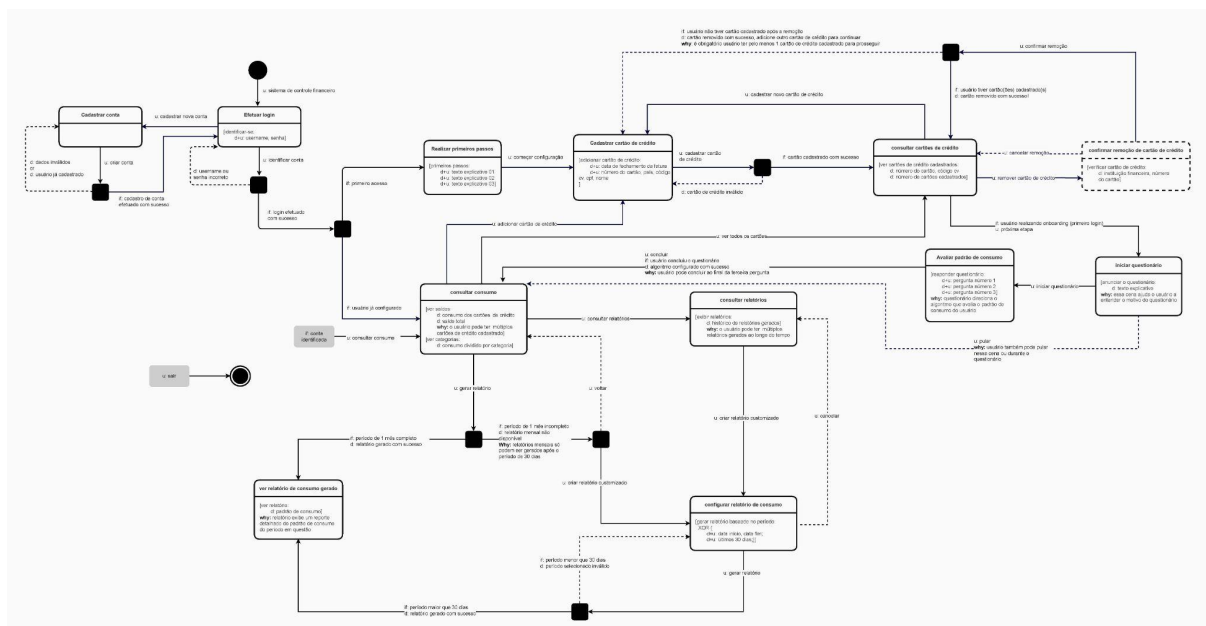 if: usuário não tiver cartão cadastrado após a remoção
d: cartão removido com sucesso, adicione outro cartão de crédito para continuar
why: é obrigatório usuário ter pelo menos 1 cartão de crédito cadastrado para prosseguir
u: confirmar remoção
u: sistema de controle financeiro
u: cadastrar novo cartão de crédito
if: usuário tiver cartão(ões) cadastrado(s)
d: cartão removido com sucesso!
Cadastrar conta
u: cadastrar nova conta
Efetuar login
[identificar-se:
d+u: username, senha]
d: dados inválidos
or
d: usuário já cadastrado
u: criar conta
if: cadastro de conta
efetuado com sucesso
u: identificar conta
d: username ou
senha incorreto
if: login efetuado
com sucesso
if: primeiro acesso
Realizar primeiros passos
[primeiros passos:
d+u: texto explicativo 01
d+u: texto explicativo 02
d+u: texto explicativo 03]
u: começar configuração
Cadastrar cartão de crédito
[adicionar cartão de crédito:
d+u: data de fechamento da fatura
d+u: número do cartão, país, código
cv, cpf, nome
]
u: cadastrar cartão
de crédito
if: cartão cadastrado com sucesso
d: cartão de crédito inválido
consultar cartões de crédito
[ver cartões de crédito cadastrados:
d: número do cartão, código cv
d: número de cartões cadastrados]
u: cancelar remoção
u: remover cartão de crédito
confirmar remoção de cartão de crédito
[verificar cartão de crédito:
d: instituição financeira, número
do cartão]
u: adicionar cartão de crédito
u: ver todos os cartões
if: usuário realizando onboarding (primeiro login)
u: próxima etapa
u: concluir
if: usuário concluiu o questionário
d: algoritmo configurado com sucesso
why: usuário pode concluir ao final da terceira pergunta
Avaliar padrão de consumo
[responder questionário
d+u: pergunta número 1
d+u: pergunta número 2
d+u: pergunta número 3]
why: questionário direciona o
algoritmo que avalia o padrão de
consumo do usuário
u: iniciar questionário
iniciar questionário
[enunciar o questionário:
d: texto explicativo]
why: essa cena ajuda o usuário a
entender o motivo do questionário
if: usuário já configurado
consultar consumo
[ver saldos:
d: consumo dos cartões de crédito
d: saldo total
why: o usuário pode ter múltiplos
cartões de crédito cadastrado]
[ver categorias:
d: consumo dividido por categoria]
if: conta
identificada
u: consultar consumo
u: consultar relatórios
consultar relatórios
[exibir relatórios:
d: histórico de relatórios gerados]
why: o usuário pode ter múltiplos
relatórios gerados ao longo do tempo
u: pular
why: usuário também pode pular
nessa cena ou durante o
questionário
u: sair
u: gerar relatório
u: voltar
u: criar relatório customizado
u: cancelar
if: período de 1 mês completo
d: relatório gerado com sucesso
if: período de 1 mês incompleto
d: relatório mensal não
disponível
Why: relatórios mensais só
podem ser gerados após o
período de 30 dias
u: criar relatório customizado
ver relatório de consumo gerado
[ver relatório:
d: padrão de consumo]
why: relatório exibe um reporte
detalhado do padrão de consumo
do período em questão
configurar relatório de consumo
[gerar relatório baseado no período
XOR {
d+u: data início, data fim;
d+u: últimos 30 dias;}]
if: período menor que 30 dias
d: período selecionado inválido
u: gerar relatório
if: período maior que 30 dias
d: relatório gerado com sucesso